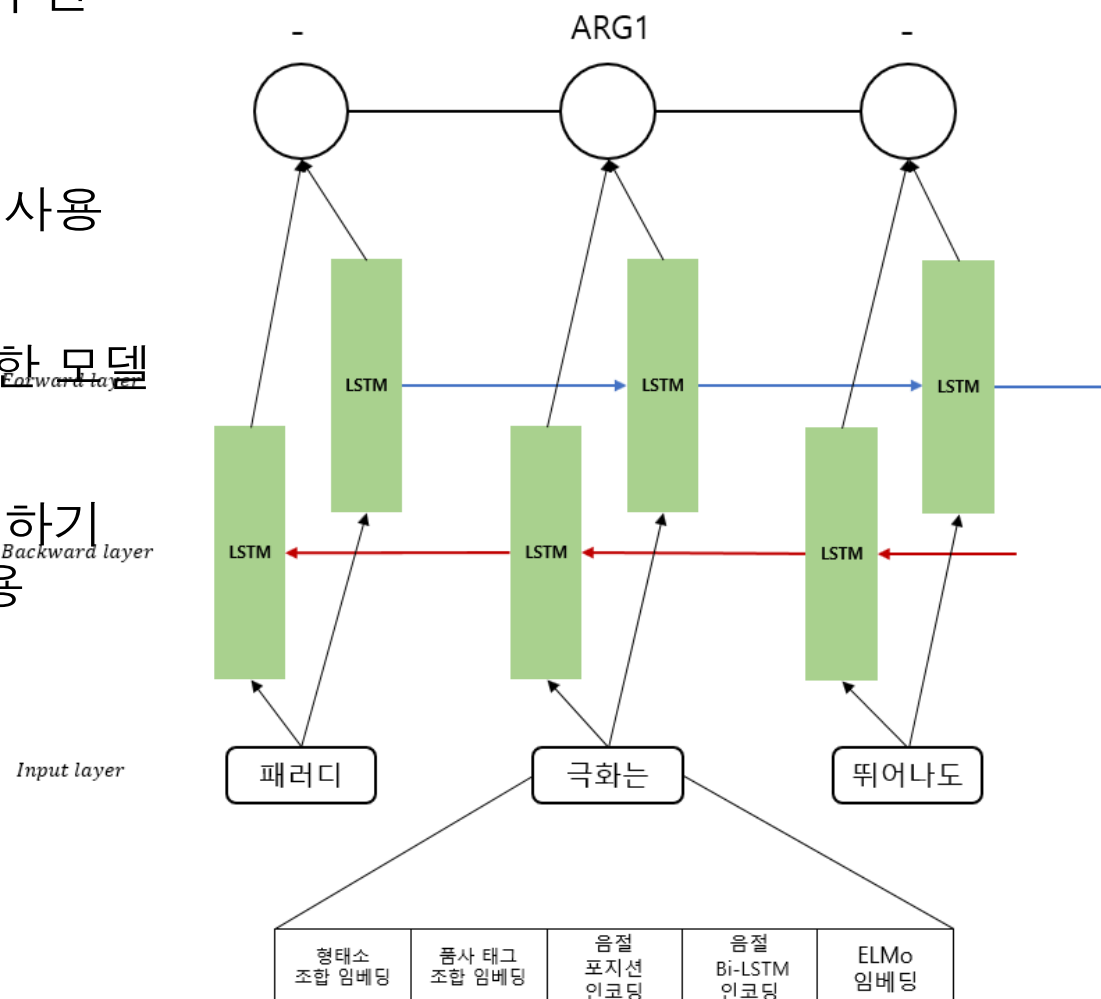 - ARG1 -
사용
한 모델
Forward layer
LSTM LSTM LSTM
하기
Backward layer
LSTM LSTM LSTM
용
Input layer
패러디 극화는 뛰어나도
형태소
조합 임베딩
품사 태그
조합 임베딩
음절
포지션
인코딩
음절
Bi-LSTM
인코딩
ELMo
임베딩